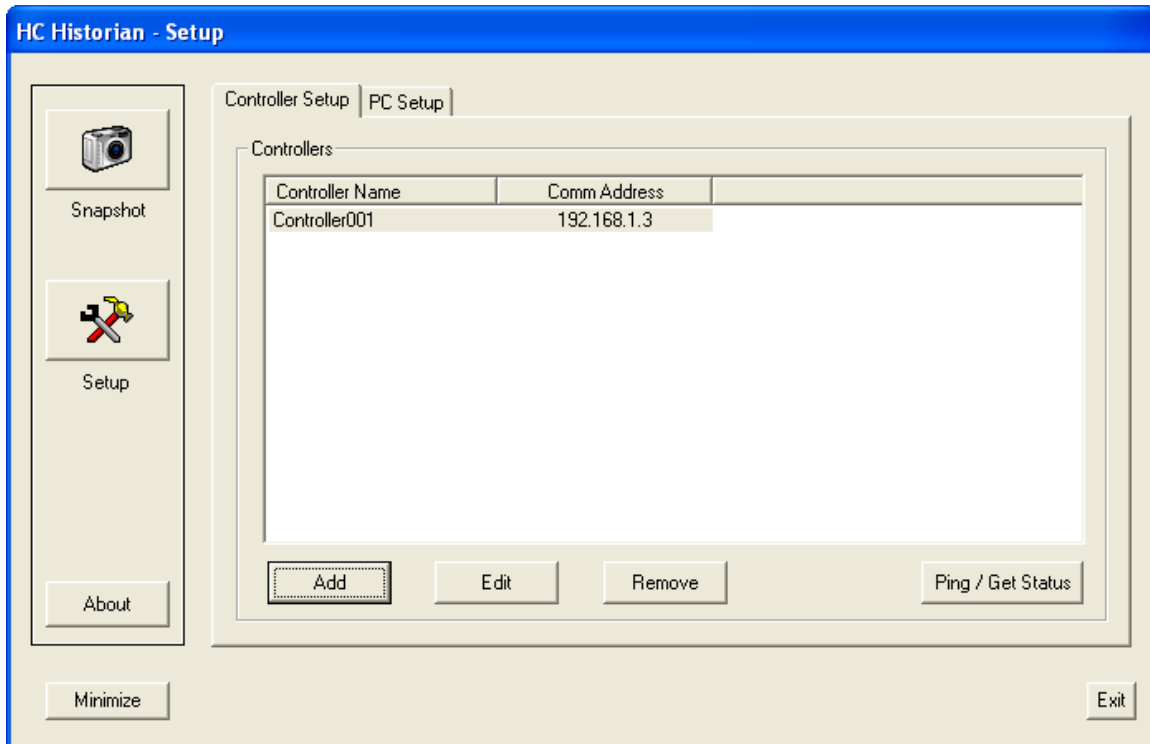 HC Historian - Setup
Snapshot
Setup
About
Minimize
Controller Setup PC Setup
Controllers
Controller Name Comm Address
Controller001 192.168.1.3
Add Edit Remove Ping / Get Status
Exit